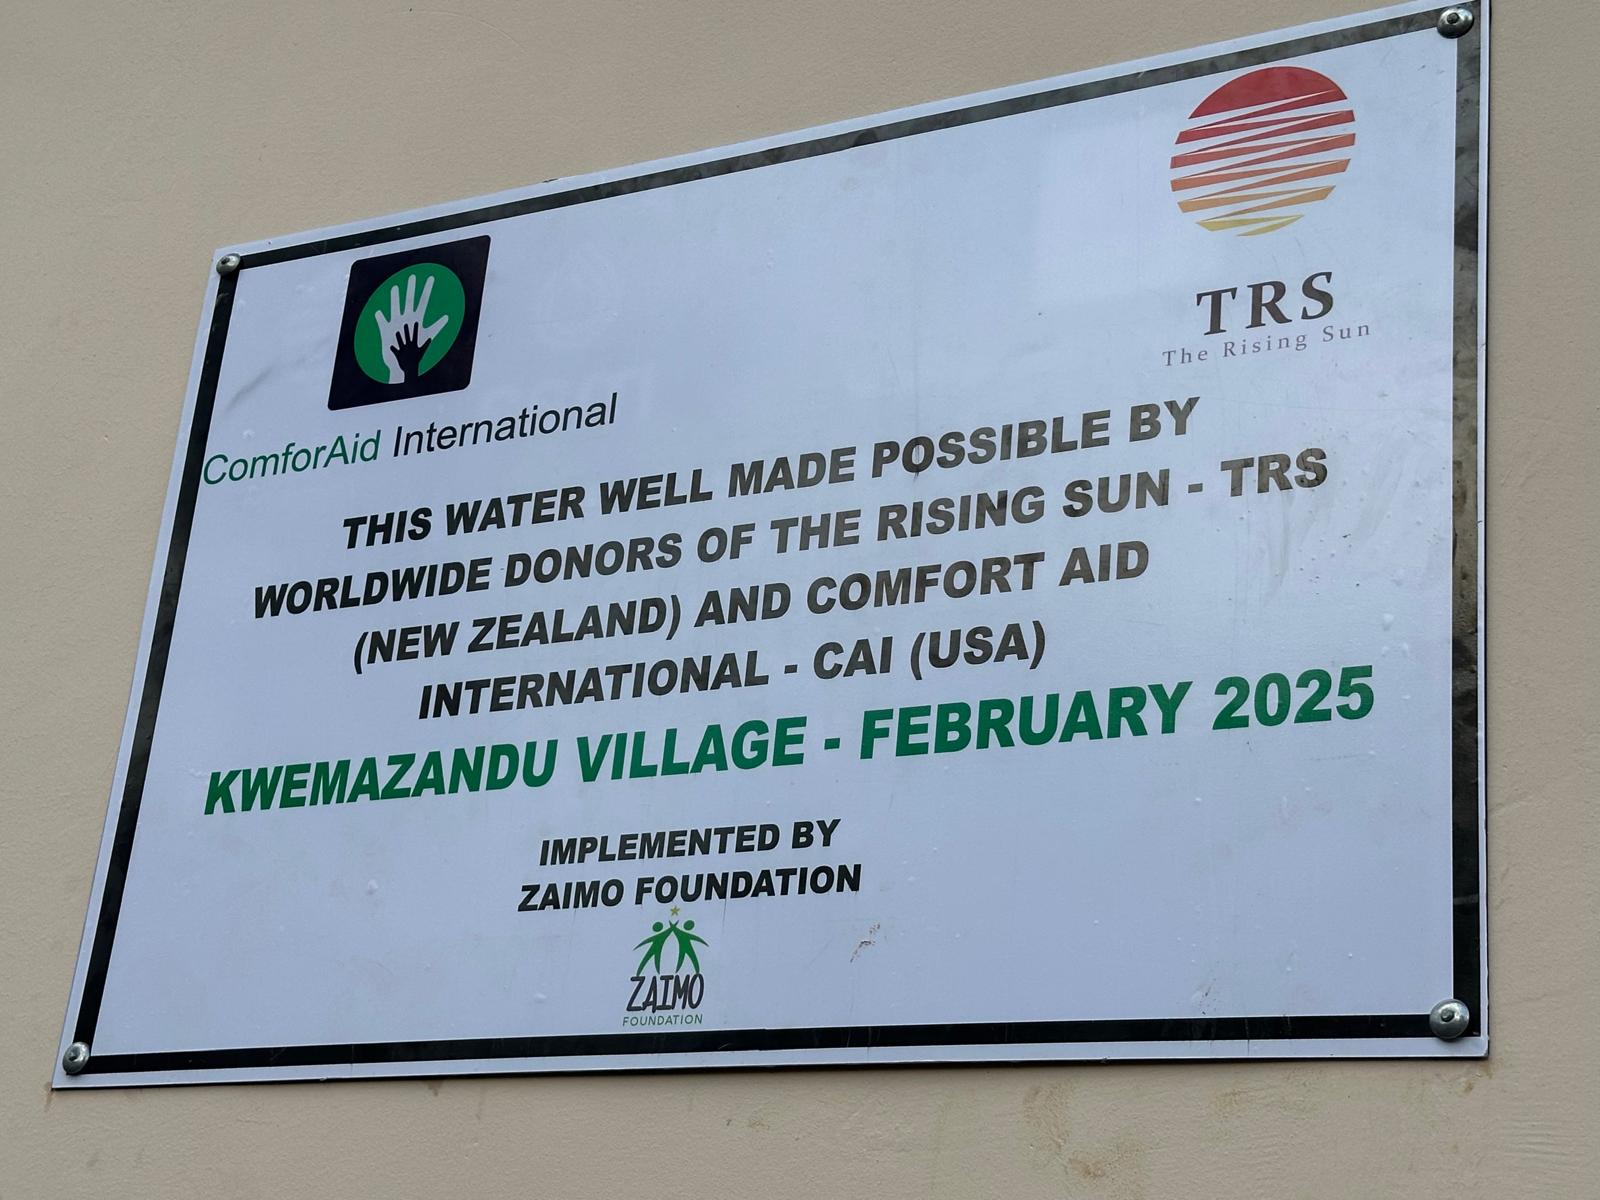 ComforAid International
TRS
The Rising Sun
THIS WATER WELL MADE POSSIBLE BY
WORLDWIDE DONORS OF THE RISING SUN - TRS
(NEW ZEALAND) AND COMFORT AID
INTERNATIONAL - CAI (USA)
KWEMAZANDU VILLAGE - FEBRUARY 2025
IMPLEMENTED BY
ZAIMO FOUNDATION
ZAIMO
FOUNDATION